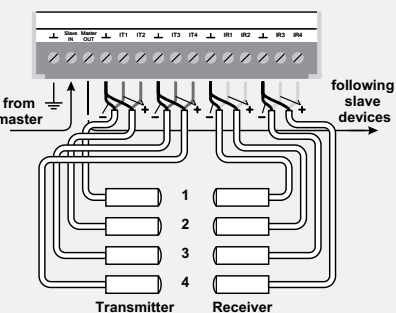 ⊥ Slave IN Master OUT ⊥ IT1 IT2 ⊥ IT3 IT4 ⊥ IR1 IR2 ⊥ IR3 IR4
from master
following slave devices
- + - + - + - +
1
2
3
4
Transmitter Receiver